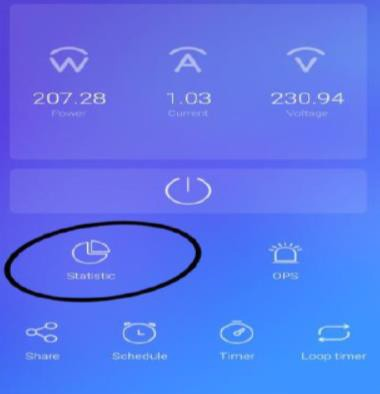 W A V
207.28 1.03 230.94
Power Current Voltage
Statistic OPS
Share Schedule Timer Loop timer